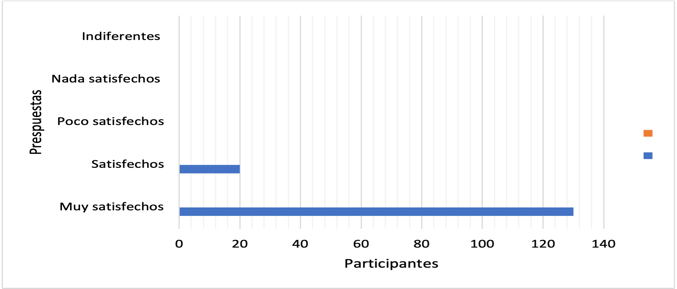 Indiferentes
Nada satisfechos
Poco satisfechos
Satisfechos
Muy satisfechos
Prespuestas
0 20 40 60 80 100 120 140
Participantes